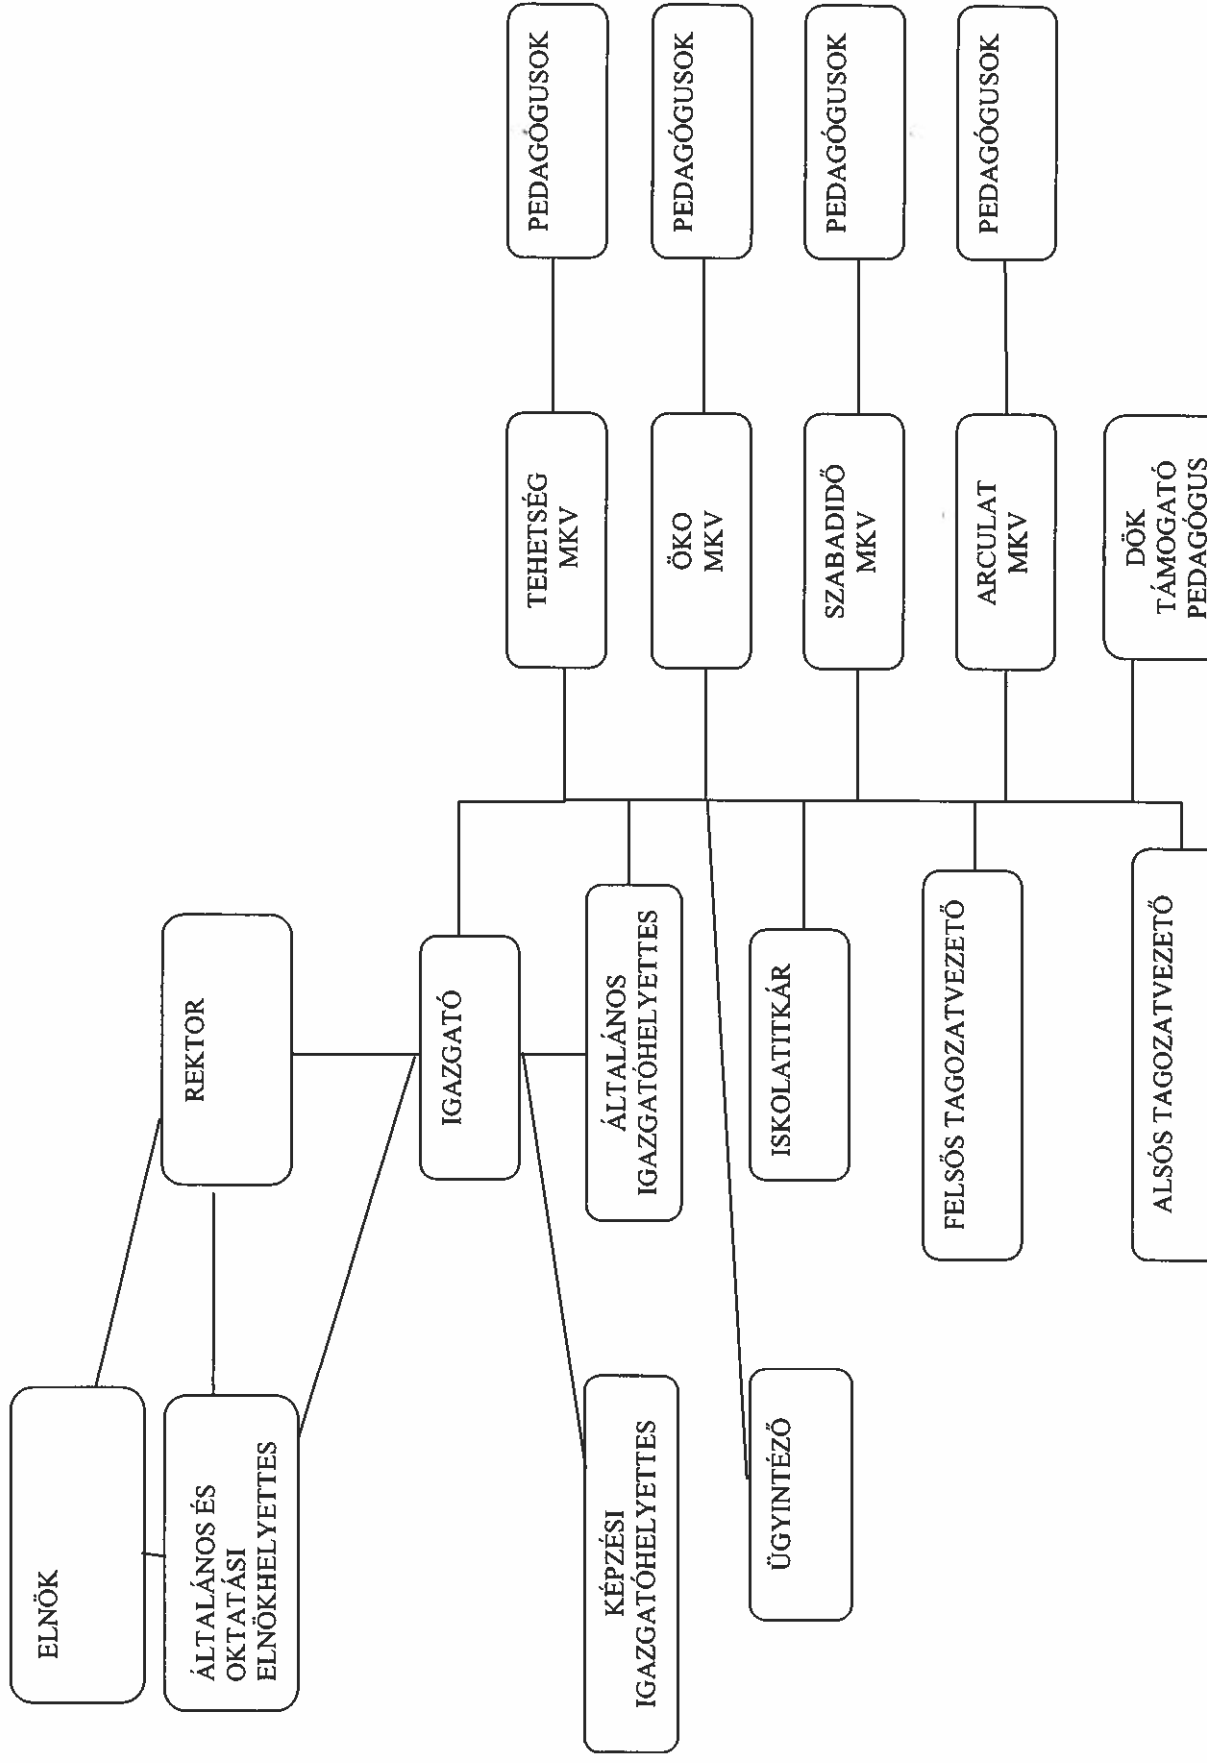 ELNÖK
ÁLTALÁNOS ÉS
OKTATÁSI
ELNÖKHELYETTES
REKTOR
IGAZGATÓ
KÉPZÉSI
IGAZGATÓHELYETTES
ÁLTALÁNOS
IGAZGATÓHELYETTES
ÜGYINTÉZŐ
ISKOLATITKÁR
FELSŐS TAGOZATVEZETŐ
ALSÓS TAGOZATVEZETŐ
TEHETSÉG
MKV
PEDAGÓGUSOK
ÖKO
MKV
PEDAGÓGUSOK
SZABADIDŐ
MKV
PEDAGÓGUSOK
ARCULAT
MKV
PEDAGÓGUSOK
DÖK
TÁMOGATÓ
PEDAGÓGUS